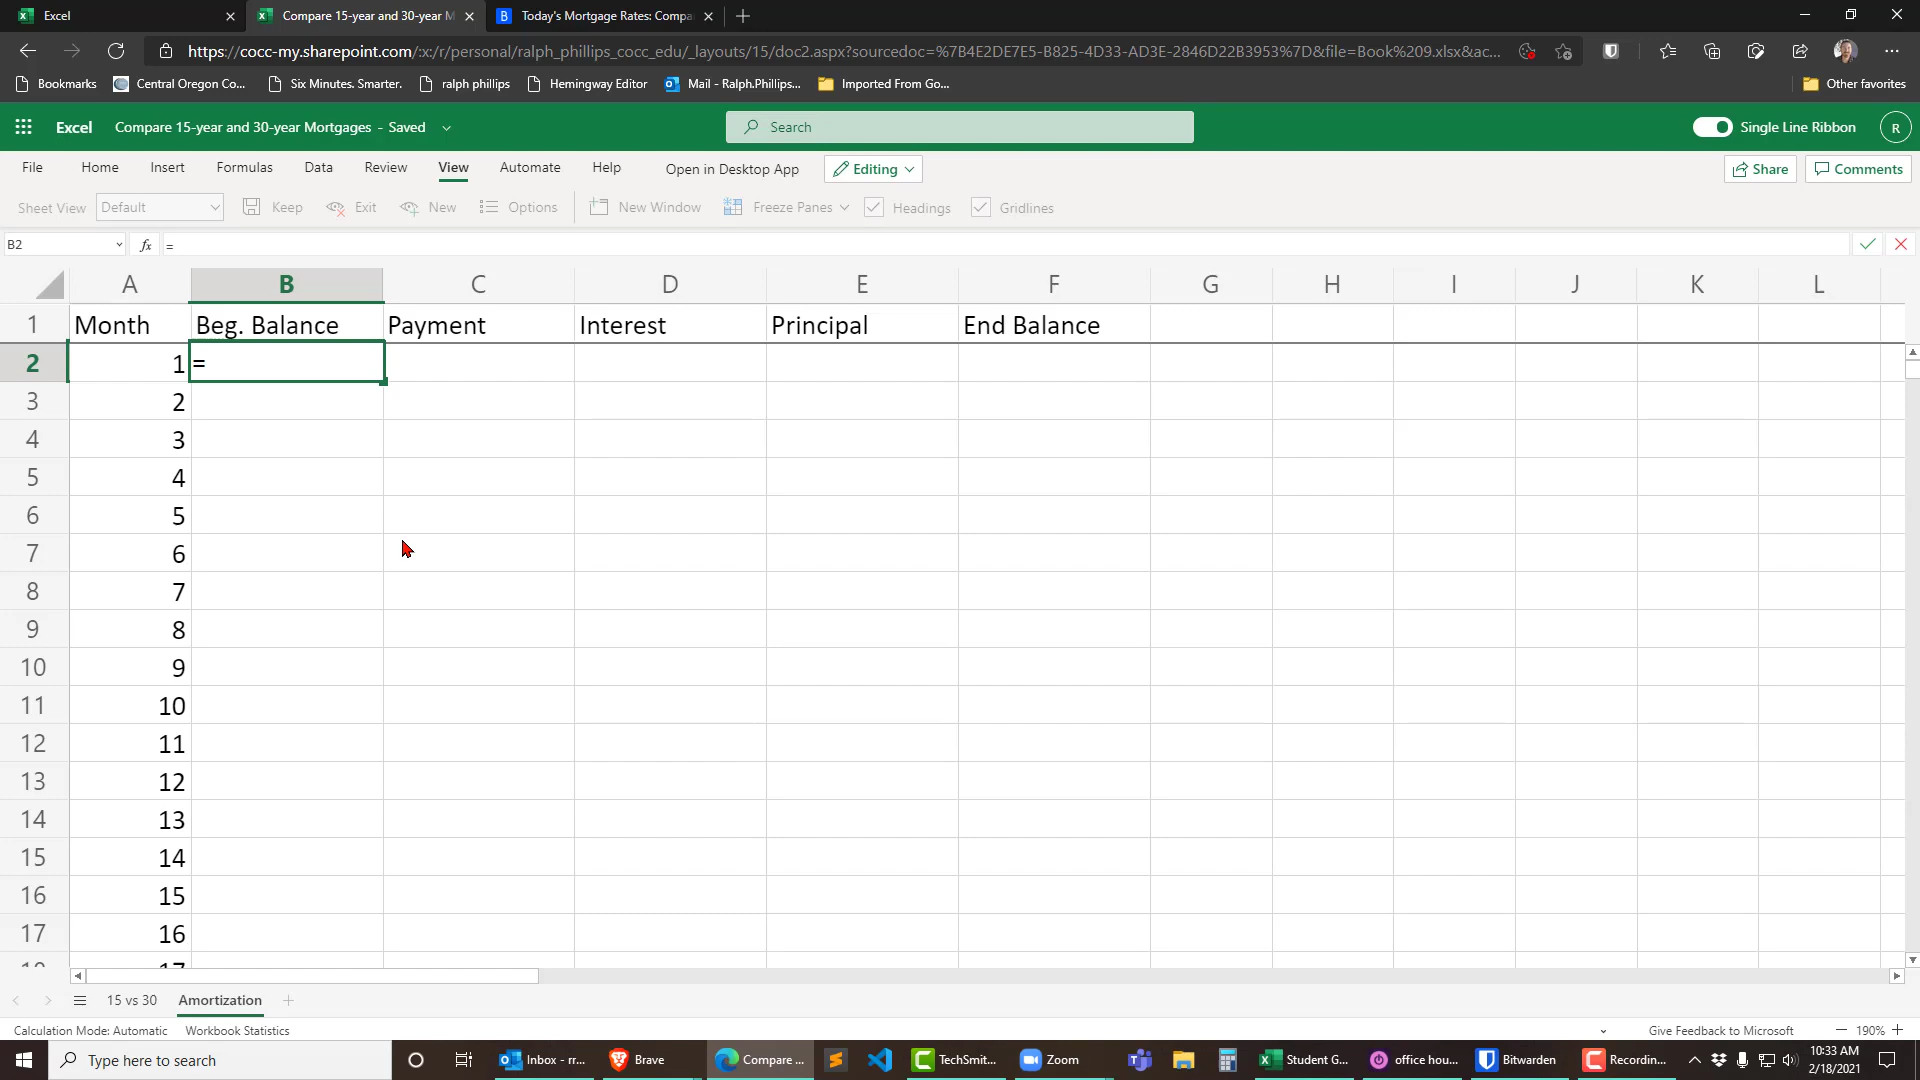 Excel
Compare 15-year and 30-year M
Today's Mortgage Rates: Compa
https://cocc-my.sharepoint.com/:x:/r/personal/ralph_phillips_cocc_edu/_layouts/15/doc2.aspx?sourcedoc=%7B4E2DE7E5-B825-4D33-AD3E-2846D22B3953%7D&file=Book%209.xlsx&ac...
Bookmarks Central Oregon Co... Six Minutes. Smarter. ralph phillips Hemingway Editor Mail - Ralph.Phillips... Imported From Go... Other favorites
Excel Compare 15-year and 30-year Mortgages - Saved Search Single Line Ribbon R
File Home Insert Formulas Data Review View Automate Help Open in Desktop App Editing Share Comments
Sheet View Default Keep Exit New Options New Window Freeze Panes Headings Gridlines
B2 fx =
A B C D E F G H I J K L
1 Month Beg. Balance Payment Interest Principal End Balance
2 1 =
3 2
4 3
5 4
6 5
7 6
8 7
9 8
10 9
11 10
12 11
13 12
14 13
15 14
16 15
17 16
18 17
15 vs 30 Amortization
Calculation Mode: Automatic Workbook Statistics Give Feedback to Microsoft 190%
Type here to search Inbox - rr... Brave Compare ... TechSmit... Zoom Student G... office hou... Bitwarden Recordin... 10:33 AM
2/18/2021